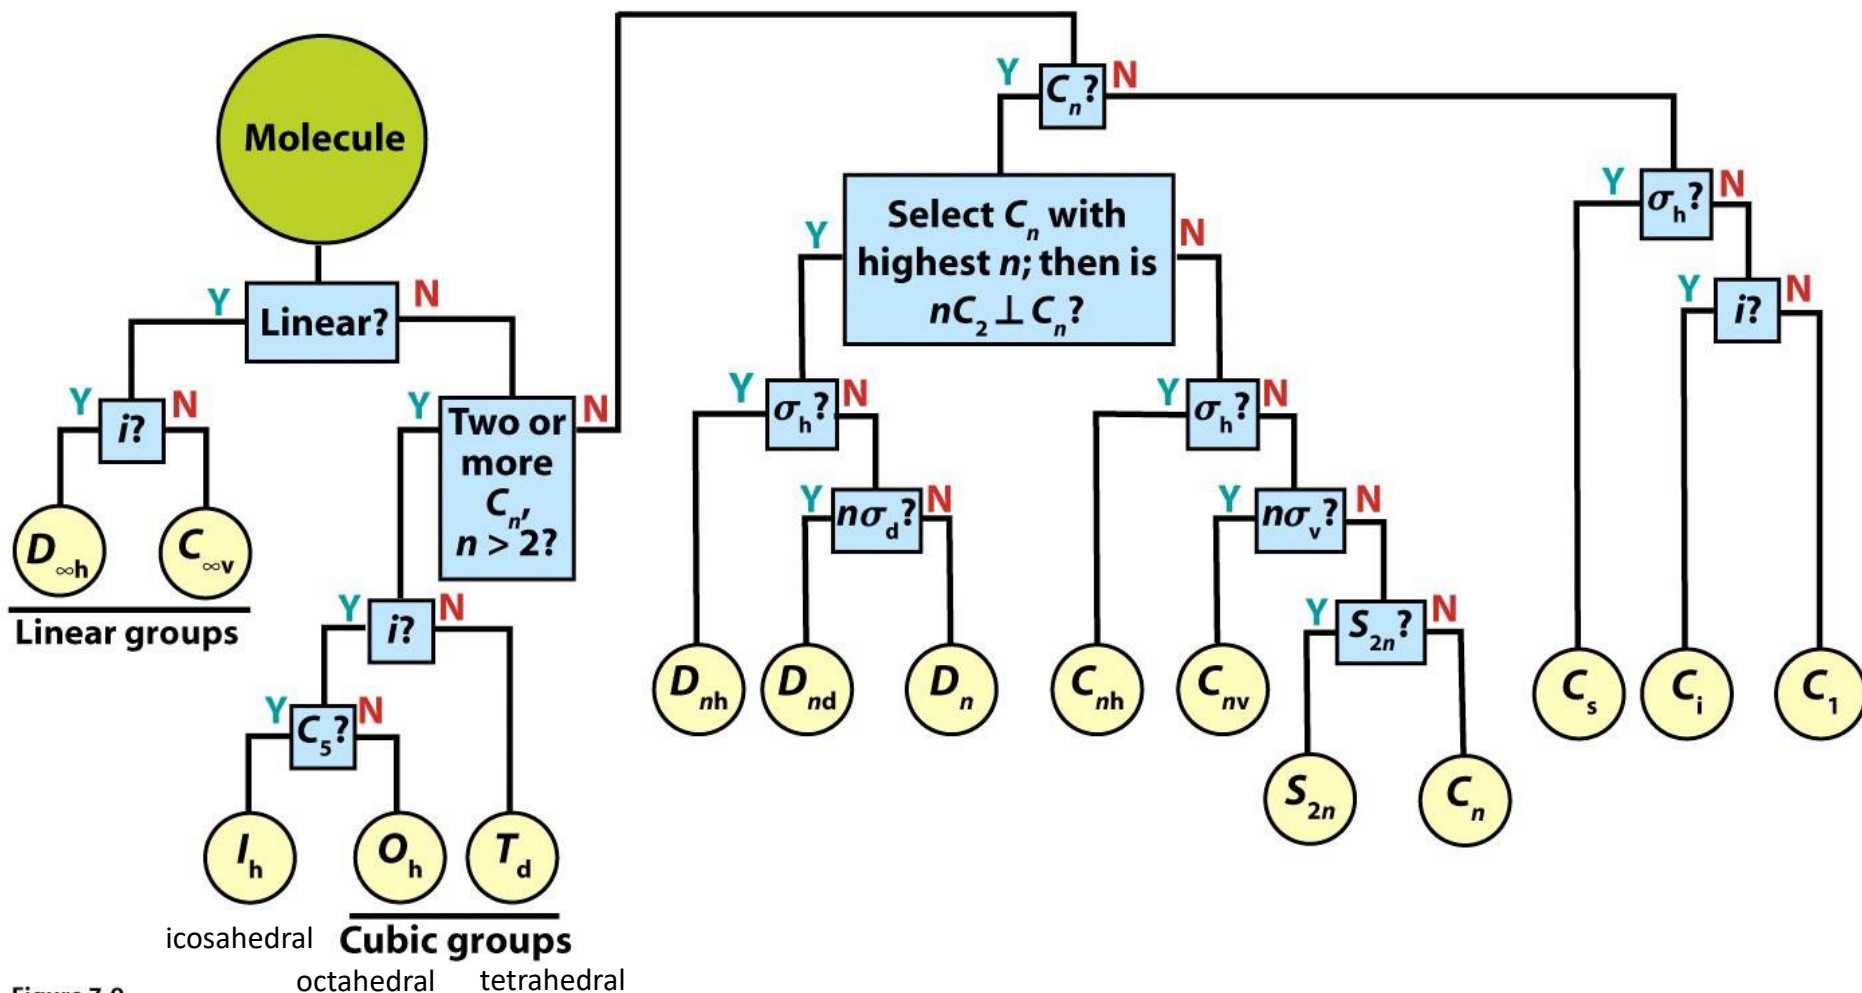 Molecule
Linear?
Y
N
i?
Y
N
D∞h
C∞v
Linear groups
Two or
more
Cn,
n > 2?
Y
N
i?
Y
N
C5?
Y
N
Ih
Oh
Td
icosahedral
Cubic groups
octahedral
tetrahedral
Cn?
Y
N
Select Cn with
highest n; then is
nC2 ⊥ Cn?
Y
N
σh?
Y
N
nσd?
Y
N
Dnh
Dnd
Dn
σh?
Y
N
nσv?
Y
N
S2n?
Y
N
Cnh
Cnv
S2n
Cn
σh?
Y
N
i?
Y
N
Cs
Ci
C1